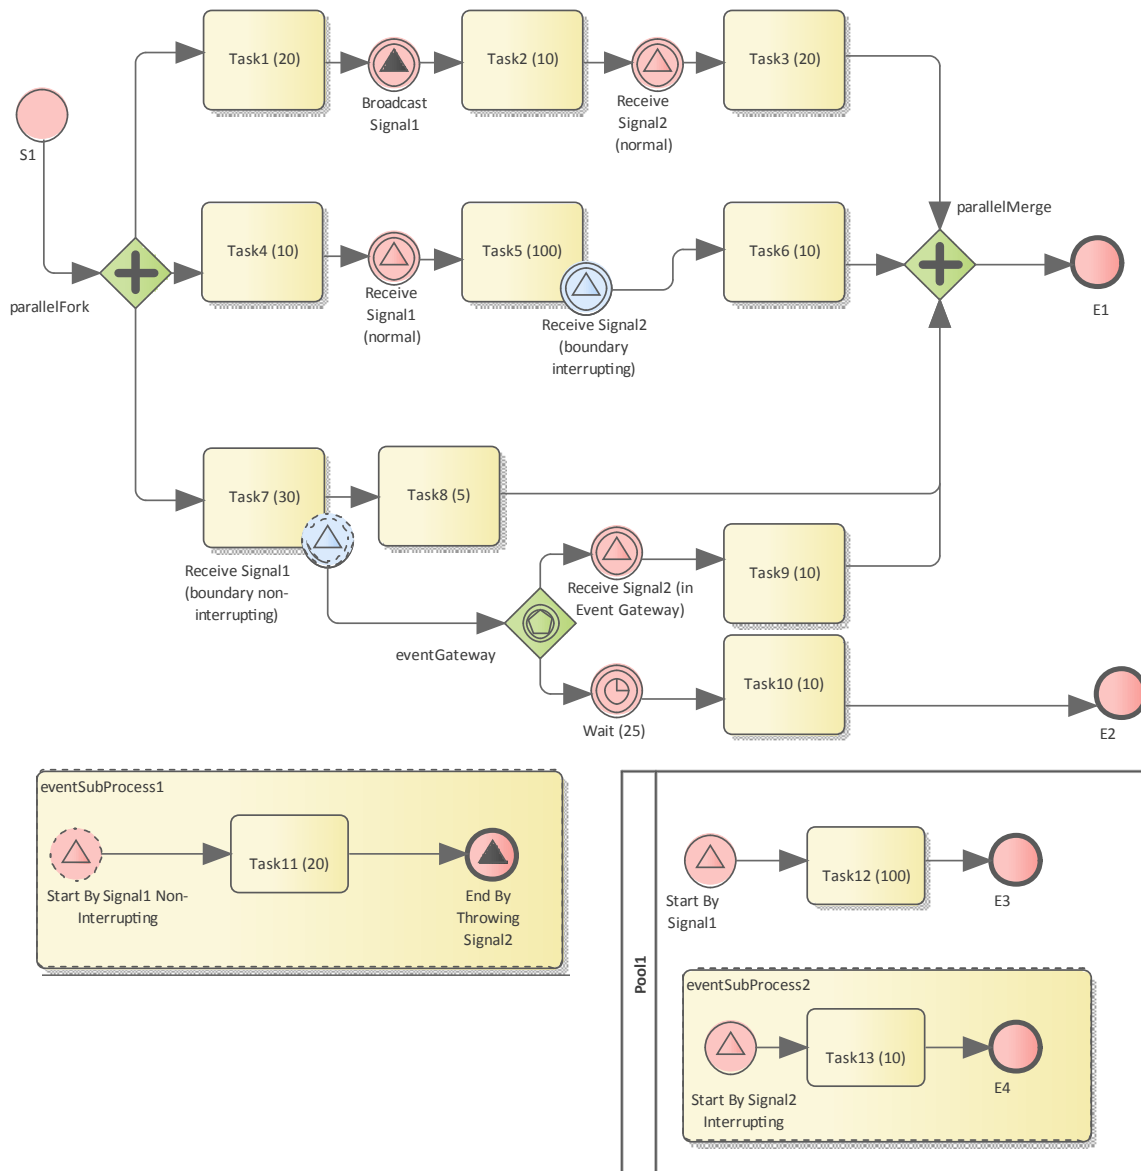 Task1 (20)
Broadcast
Signal1
Task2 (10)
Receive
Signal2
(normal)
Task3 (20)
S1
parallelFork
Task4 (10)
Receive
Signal1
(normal)
Task5 (100)
Receive Signal2
(boundary
interrupting)
Task6 (10)
parallelMerge
E1
Task7 (30)
Receive Signal1
(boundary non-
interrupting)
Task8 (5)
eventGateway
Receive Signal2 (in
Event Gateway)
Task9 (10)
Wait (25)
Task10 (10)
E2
eventSubProcess1
Start By Signal1 Non-
Interrupting
Task11 (20)
End By
Throwing
Signal2
Pool1
Start By
Signal1
Task12 (100)
E3
eventSubProcess2
Start By Signal2
Interrupting
Task13 (10)
E4